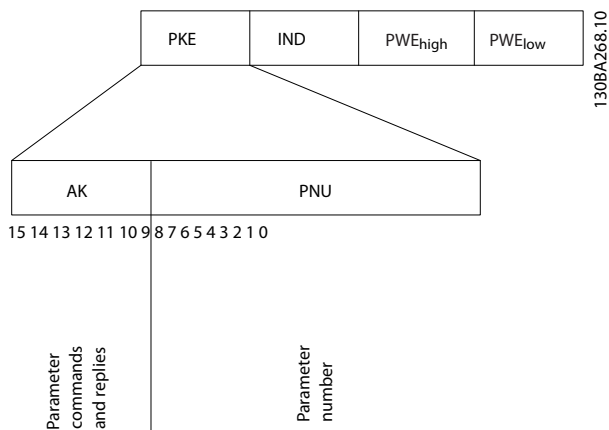 PKE IND PWEhigh PWElow
130BA268.10
AK PNU
15 14 13 12 11 10 9 8 7 6 5 4 3 2 1 0
Parameter
commands
and replies
Parameter
number